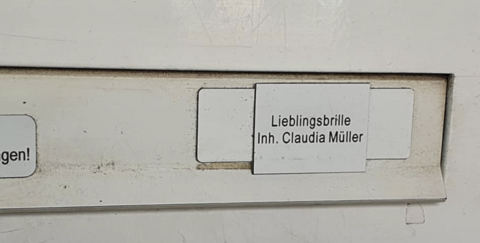 gen!
Lieblingsbrille
Inh. Claudia Müller